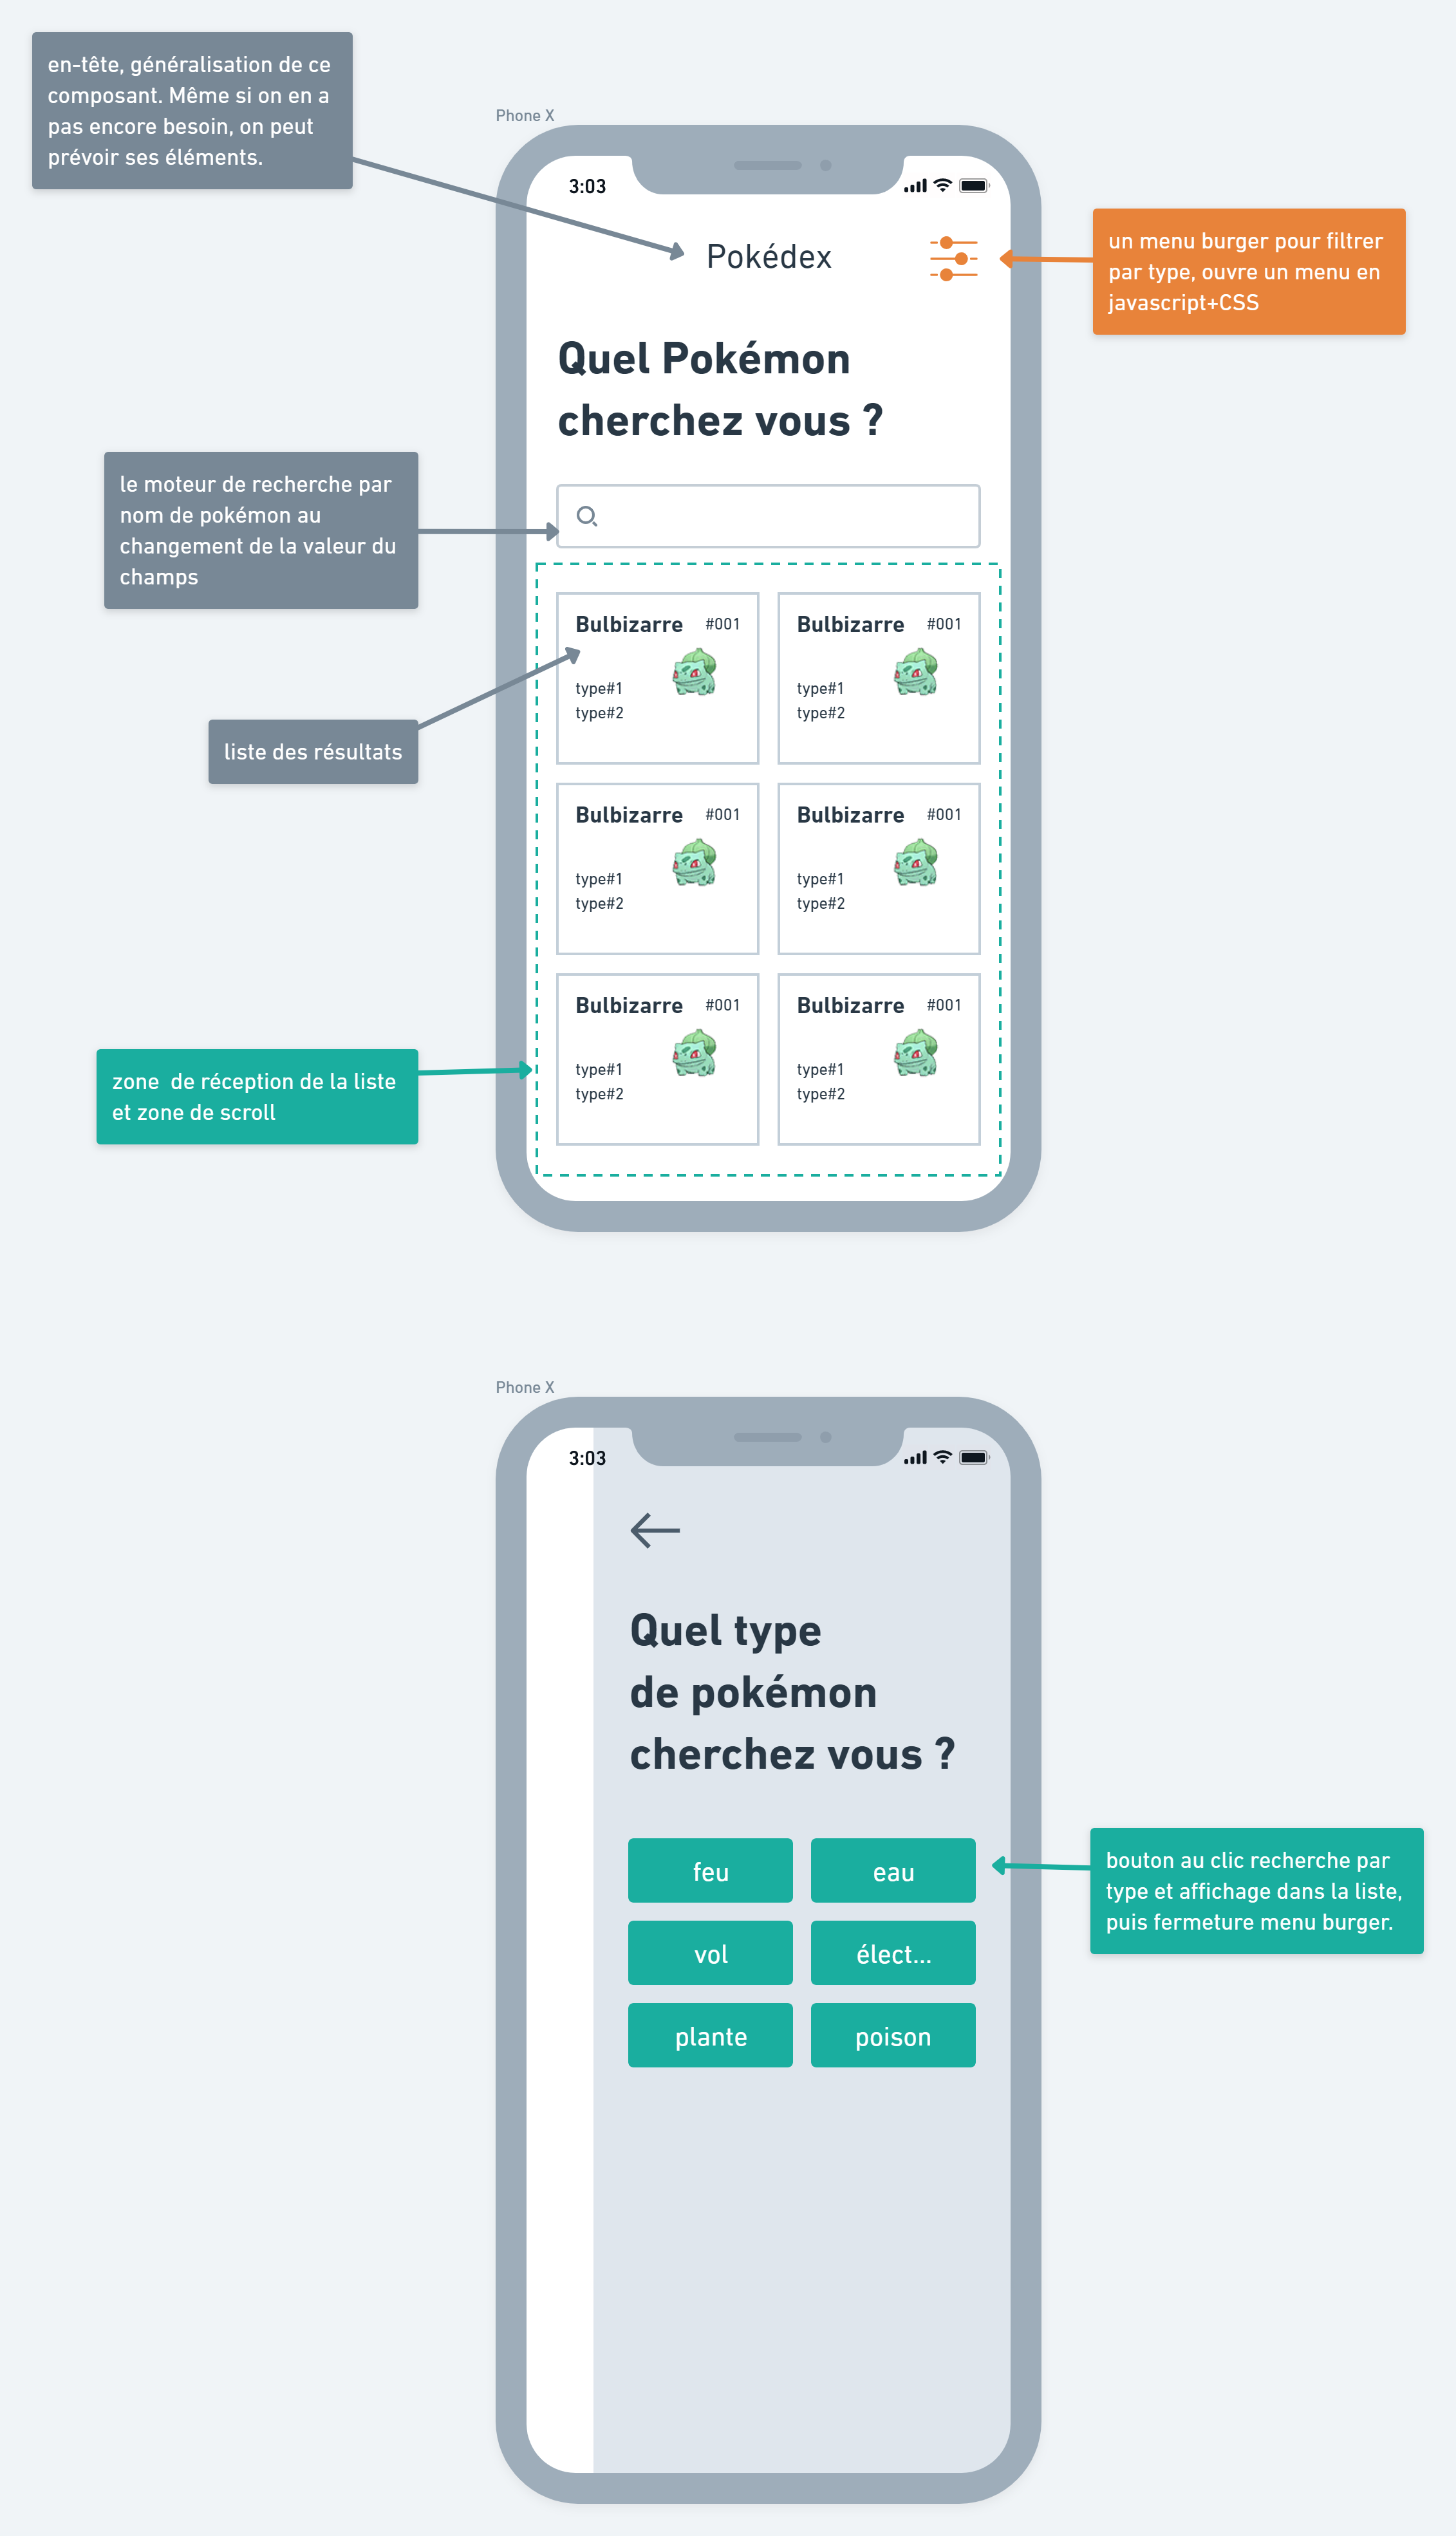 en-tête, généralisation de ce
composant. Même si on en a
pas encore besoin, on peut
prévoir ses éléments.
Phone X
3:03
Pokédex
un menu burger pour filtrer
par type, ouvre un menu en
javascript+CSS
Quel Pokémon
cherchez vous ?
le moteur de recherche par
nom de pokémon au
changement de la valeur du
champs
Bulbizarre #001
type#1
type#2
Bulbizarre #001
type#1
type#2
liste des résultats
Bulbizarre #001
type#1
type#2
Bulbizarre #001
type#1
type#2
Bulbizarre #001
type#1
type#2
Bulbizarre #001
type#1
type#2
zone  de réception de la liste
et zone de scroll
Phone X
3:03
Quel type
de pokémon
cherchez vous ?
feu
eau
vol
élect...
plante
poison
bouton au clic recherche par
type et affichage dans la liste,
puis fermeture menu burger.